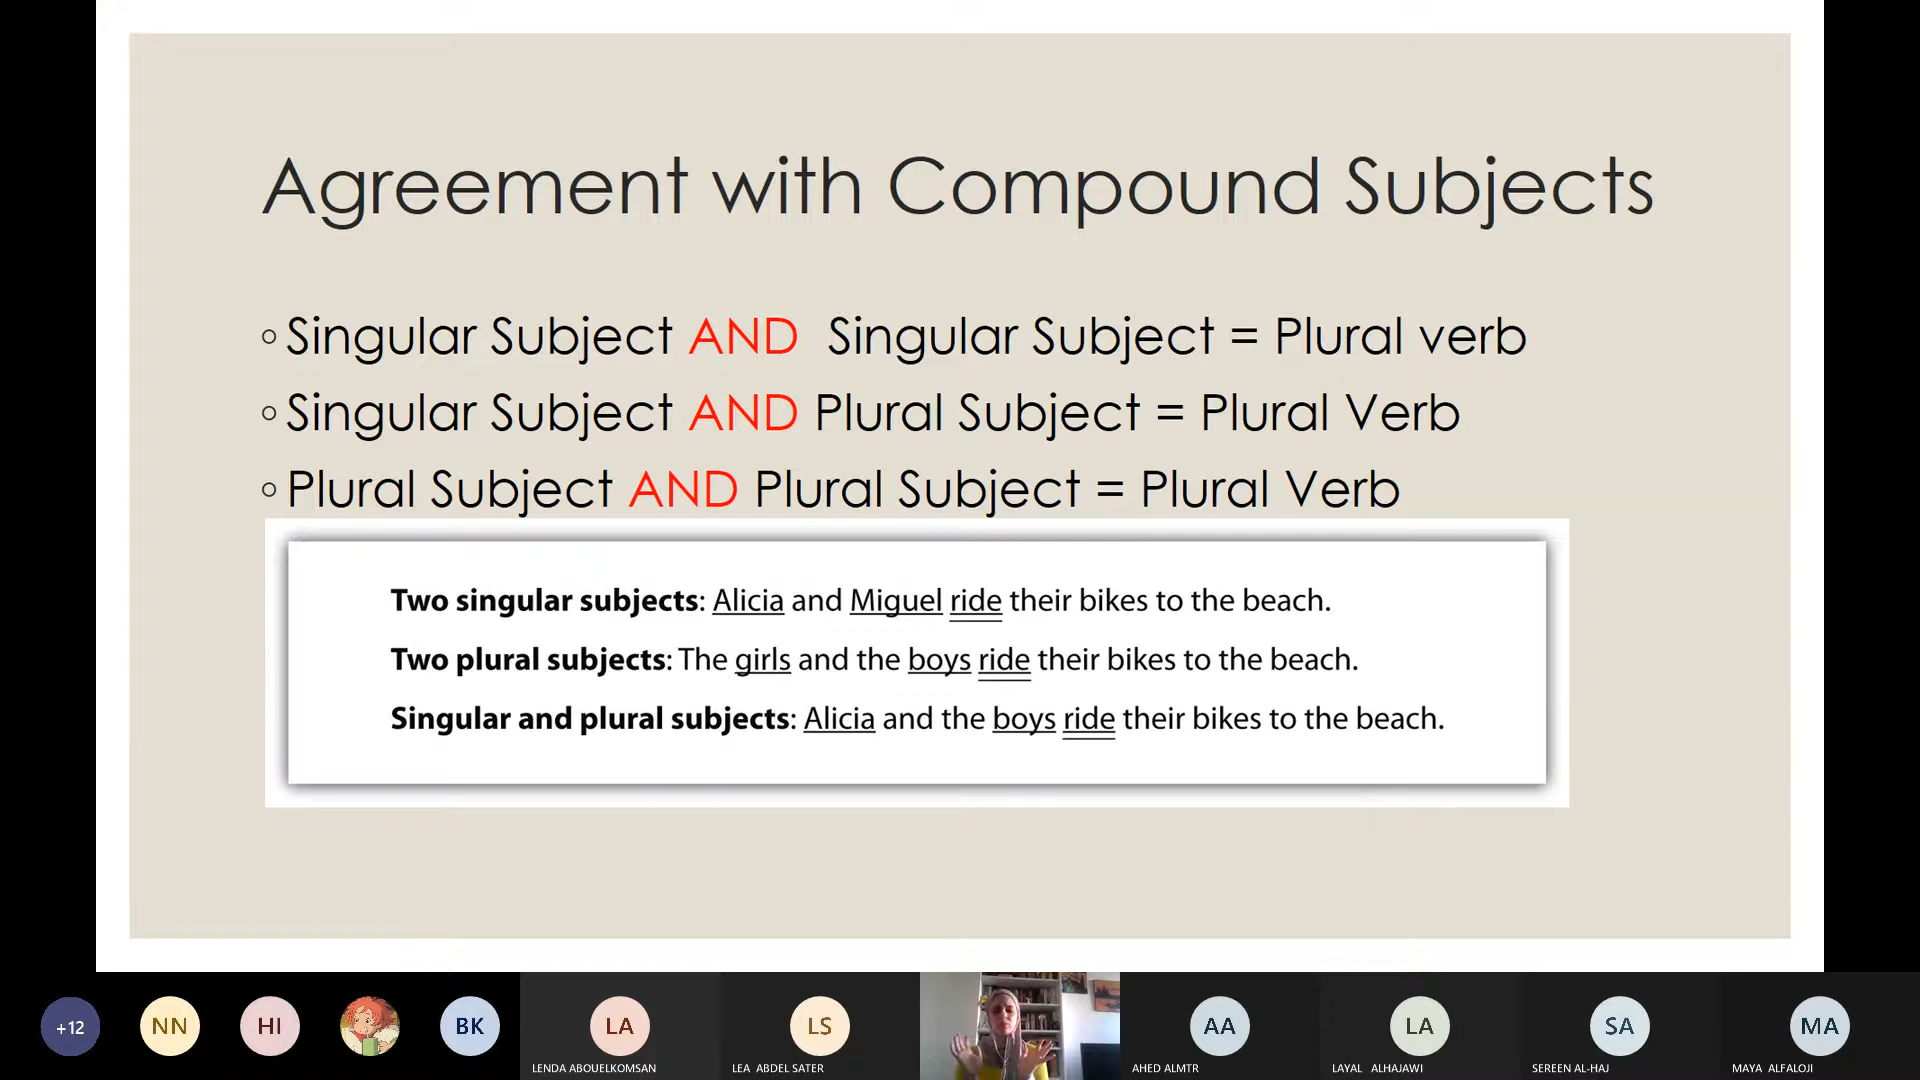 Agreement with Compound Subjects
◦ Singular Subject AND Singular Subject = Plural verb
◦ Singular Subject AND Plural Subject = Plural Verb
◦ Plural Subject AND Plural Subject = Plural Verb
Two singular subjects: Alicia and Miguel ride their bikes to the beach.
Two plural subjects: The girls and the boys ride their bikes to the beach.
Singular and plural subjects: Alicia and the boys ride their bikes to the beach.
+12 NN HI BK LA LS AA LA SA MA
LENDA ABOUELKOMSAN LEA ABDEL SATER AHED ALMTR LAYAL ALHAJAWI SEREEN AL-HAJ MAYA ALFALOJI